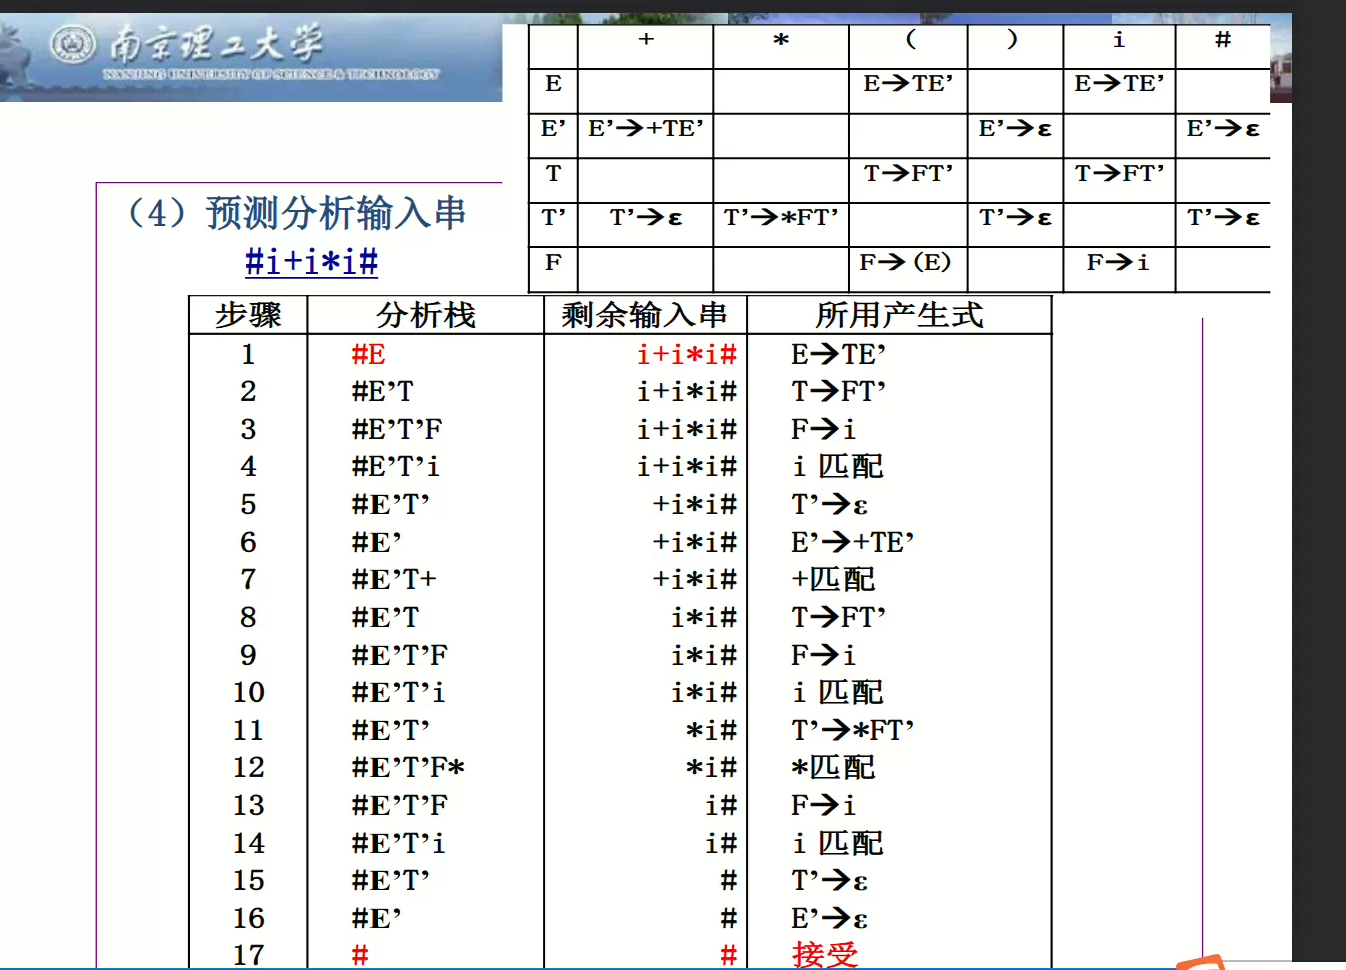 南京理工大学
NANJING UNIVERSITY OF SCIENCE & TECHNOLOGY
+ * ( ) i #
E E→TE’ E→TE’
E’ E’→+TE’ E’→ε E’→ε
T T→FT’ T→FT’
T’ T’→ε T’→*FT’ T’→ε T’→ε
F F→(E) F→i
（4）预测分析输入串
#i+i*i#
步骤 分析栈 剩余输入串 所用产生式
1 #E i+i*i# E→TE’
2 #E’T i+i*i# T→FT’
3 #E’T’F i+i*i# F→i
4 #E’T’i i+i*i# i 匹配
5 #E’T’ +i*i# T’→ε
6 #E’ +i*i# E’→+TE’
7 #E’T+ +i*i# +匹配
8 #E’T i*i# T→FT’
9 #E’T’F i*i# F→i
10 #E’T’i i*i# i 匹配
11 #E’T’ *i# T’→*FT’
12 #E’T’F* *i# *匹配
13 #E’T’F i# F→i
14 #E’T’i i# i 匹配
15 #E’T’ # T’→ε
16 #E’ # E’→ε
17 # # 接受